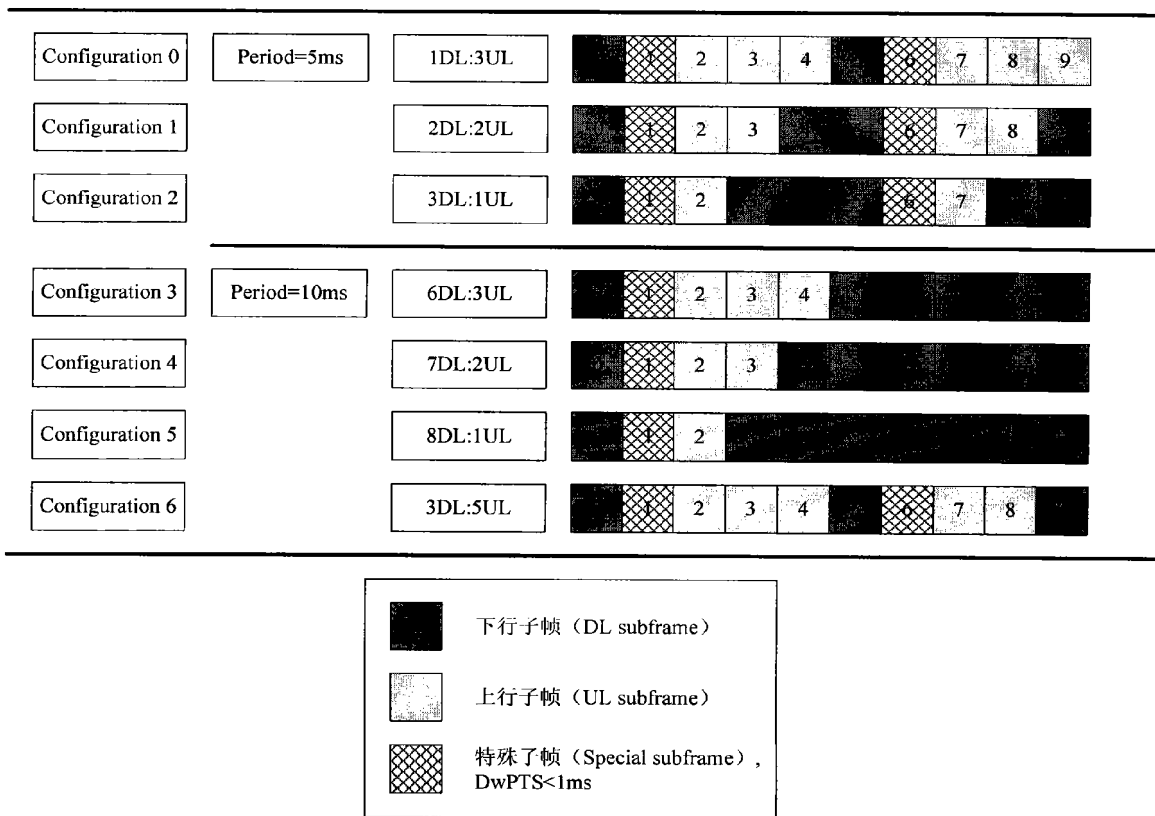 Configuration 0 Period=5ms 1DL:3UL 1 2 3 4 6 7 8 9
Configuration 1 2DL:2UL 1 2 3 6 7 8
Configuration 2 3DL:1UL 1 2 6 7
Configuration 3 Period=10ms 6DL:3UL 1 2 3 4
Configuration 4 7DL:2UL 1 2 3
Configuration 5 8DL:1UL 1 2
Configuration 6 3DL:5UL 1 2 3 4 6 7 8
下行子帧（DL subframe）
上行子帧（UL subframe）
特殊了帧（Special subframe）,
DwPTS<1ms